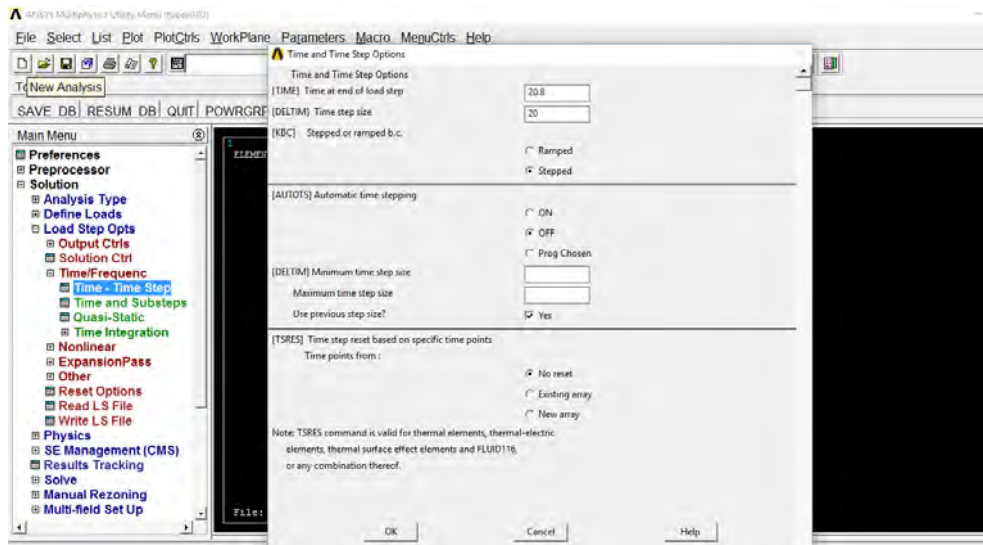 ANSYS Multiphysics Utility Menu
File Select List Plot PlotCtrls WorkPlane Parameters Macro MenuCtrls Help
New Analysis
SAVE_DB RESUM_DB QUIT POWRGRP
Main Menu
Preferences
Preprocessor
Solution
Analysis Type
Define Loads
Load Step Opts
Output Ctrls
Solution Ctrl
Time/Frequenc
Time - Time Step
Time and Substeps
Quasi-Static
Time Integration
Nonlinear
ExpansionPass
Other
Reset Options
Read LS File
Write LS File
Physics
SE Management (CMS)
Results Tracking
Solve
Manual Rezoning
Multi-field Set Up
1
ELEMEN
File:
Time and Time Step Options
Time and Time Step Options
[TIME] Time at end of load step 20.8
[DELTIM] Time step size 20
[KBC] Stepped or ramped b.c.
Ramped
Stepped
[AUTOTS] Automatic time stepping
ON
OFF
Prog Chosen
[DELTIM] Minimum time step size
Maximum time step size
Use previous step size? Yes
[TSRES] Time step reset based on specific time points
Time points from :
No reset
Existing array
New array
Note: TSRES command is valid for thermal elements, thermal-electric
elements, thermal surface effect elements and FLUID116,
or any combination thereof.
OK Cancel Help